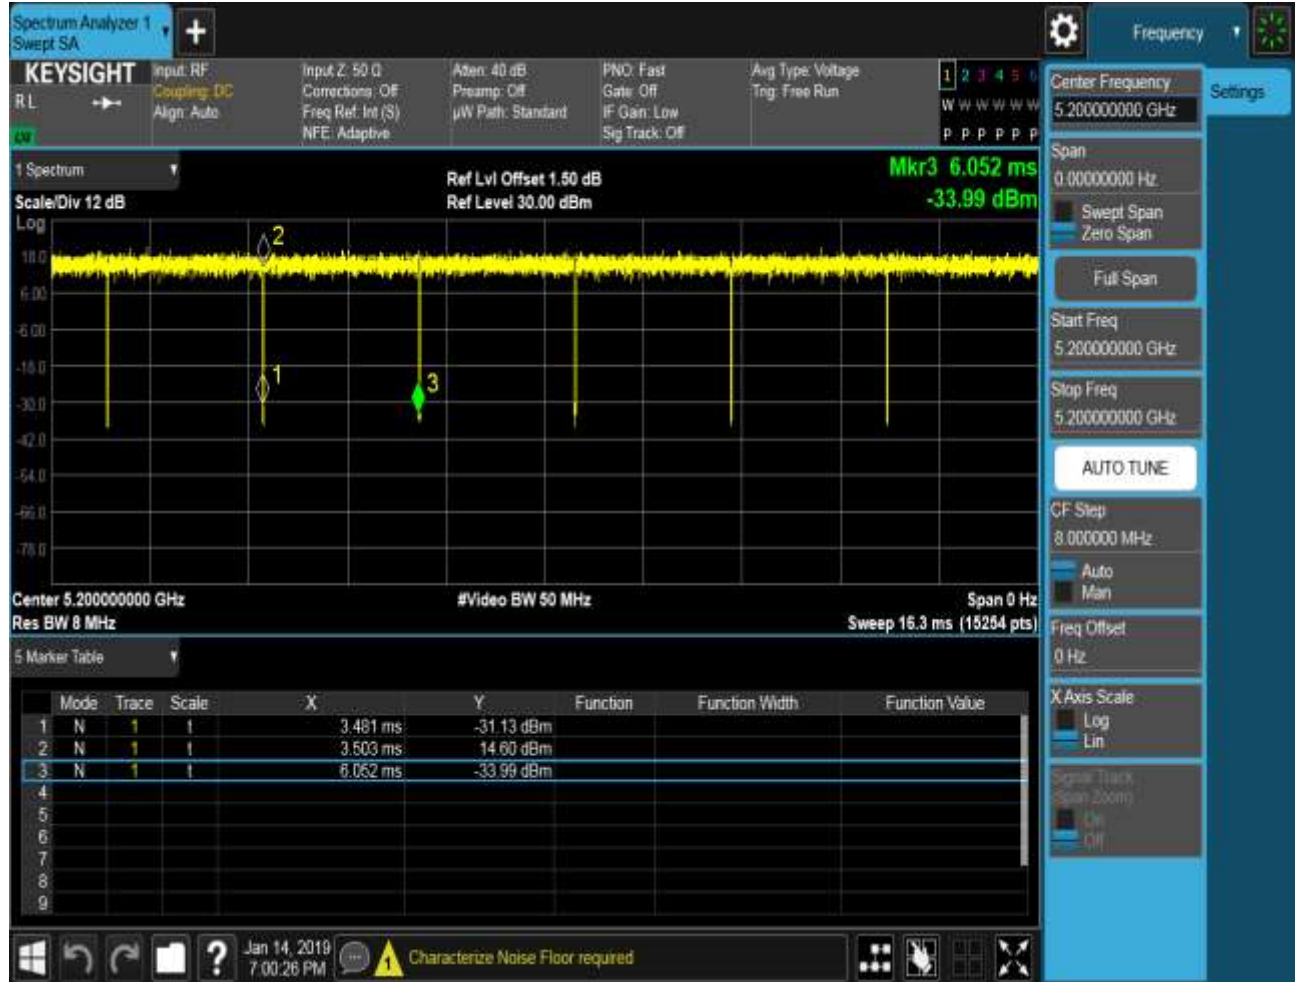 Spectrum Analyzer 1
Swept SA
Frequency
KEYSIGHT
RL
Input: RF
Coupling: DC
Align: Auto
Input Z: 50 Ω
Corrections: Off
Freq Ref: Int (S)
NFE: Adaptive
Atten: 40 dB
Preamp: Off
µW Path: Standard
PNO: Fast
Gate: Off
IF Gain: Low
Sig Track: Off
Avg Type: Voltage
Trig: Free Run
1 2 3 4 5 6
W W W W W W
P P P P P P
1 Spectrum
Scale/Div 12 dB
Ref Lvl Offset 1.50 dB
Ref Level 30.00 dBm
Mkr3 6.052 ms
-33.99 dBm
Log
18.0
6.00
-6.00
-18.0
-30.0
-42.0
-54.0
-66.0
-78.0
2
1
3
Center 5.200000000 GHz
#Video BW 50 MHz
Span 0 Hz
Res BW 8 MHz
Sweep 16.3 ms (15254 pts)
5 Marker Table
Mode Trace Scale X Y Function Function Width Function Value
1 N 1 t 3.481 ms -31.13 dBm
2 N 1 t 3.503 ms 14.60 dBm
3 N 1 t 6.052 ms -33.99 dBm
4
5
6
7
8
9
Jan 14, 2019
7:00:26 PM
?
1
Characterize Noise Floor required
Settings
Center Frequency
5.200000000 GHz
Span
0.00000000 Hz
Swept Span
Zero Span
Full Span
Start Freq
5.200000000 GHz
Stop Freq
5.200000000 GHz
AUTO TUNE
CF Step
8.000000 MHz
Auto
Man
Freq Offset
0 Hz
X Axis Scale
Log
Lin
Signal Track
(Span Zoom)
On
Off